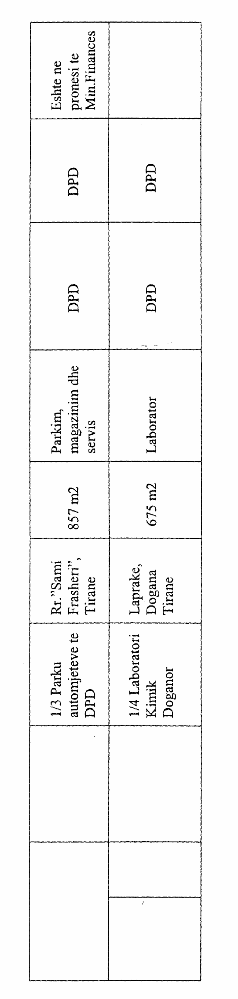 1/3 Parku
automjeteve te
DPD
Rr."Sami
Frasheri",
Tirane
857 m2
Parkim,
magazinim dhe
servis
DPD
DPD
Eshte ne
pronesi te
Min.Finances
1/4 Laboratori
Kimik
Doganor
Laprake,
Dogana
Tirane
675 m2
Laborator
DPD
DPD